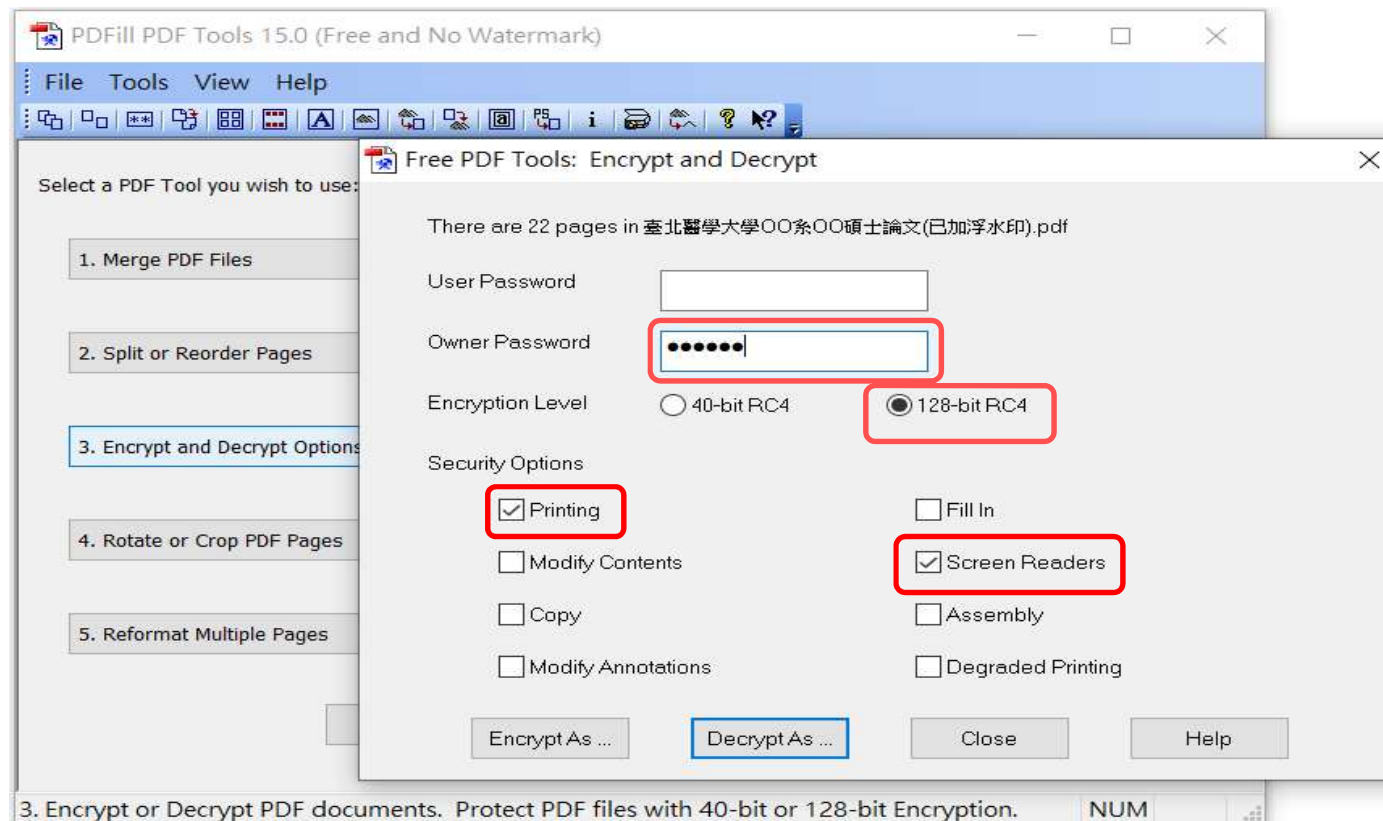 PDFill PDF Tools 15.0 (Free and No Watermark)
File Tools View Help
Select a PDF Tool you wish to use:
1. Merge PDF Files
2. Split or Reorder Pages
3. Encrypt and Decrypt Options
4. Rotate or Crop PDF Pages
5. Reformat Multiple Pages
Free PDF Tools: Encrypt and Decrypt
There are 22 pages in 臺北醫學大學〇〇系〇〇碩士論文(已加浮水印).pdf
User Password
Owner Password
Encryption Level
40-bit RC4
128-bit RC4
Security Options
Printing
Fill In
Modify Contents
Screen Readers
Copy
Assembly
Modify Annotations
Degraded Printing
Encrypt As ...
Decrypt As ...
Close
Help
3. Encrypt or Decrypt PDF documents. Protect PDF files with 40-bit or 128-bit Encryption.
NUM